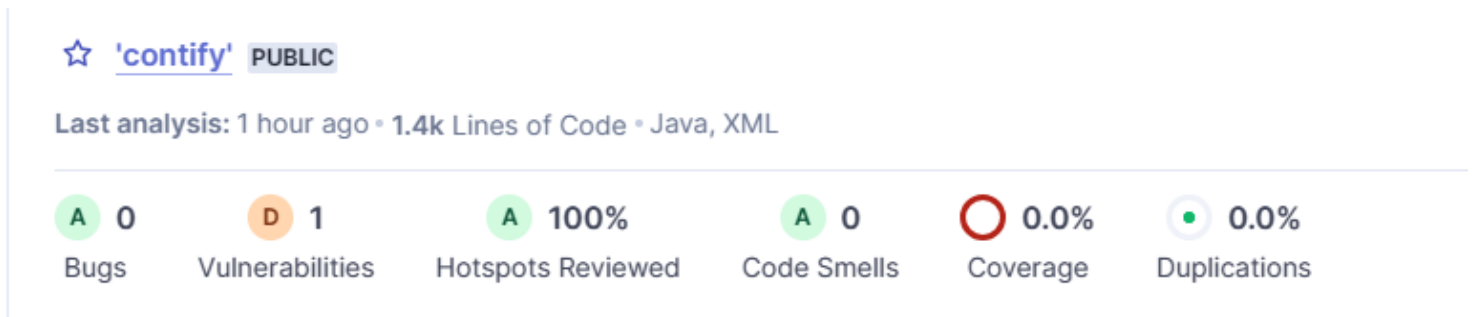 'contify' PUBLIC
Last analysis: 1 hour ago • 1.4k Lines of Code • Java, XML
A 0 D 1 A 100% A 0 0.0% 0.0%
Bugs Vulnerabilities Hotspots Reviewed Code Smells Coverage Duplications